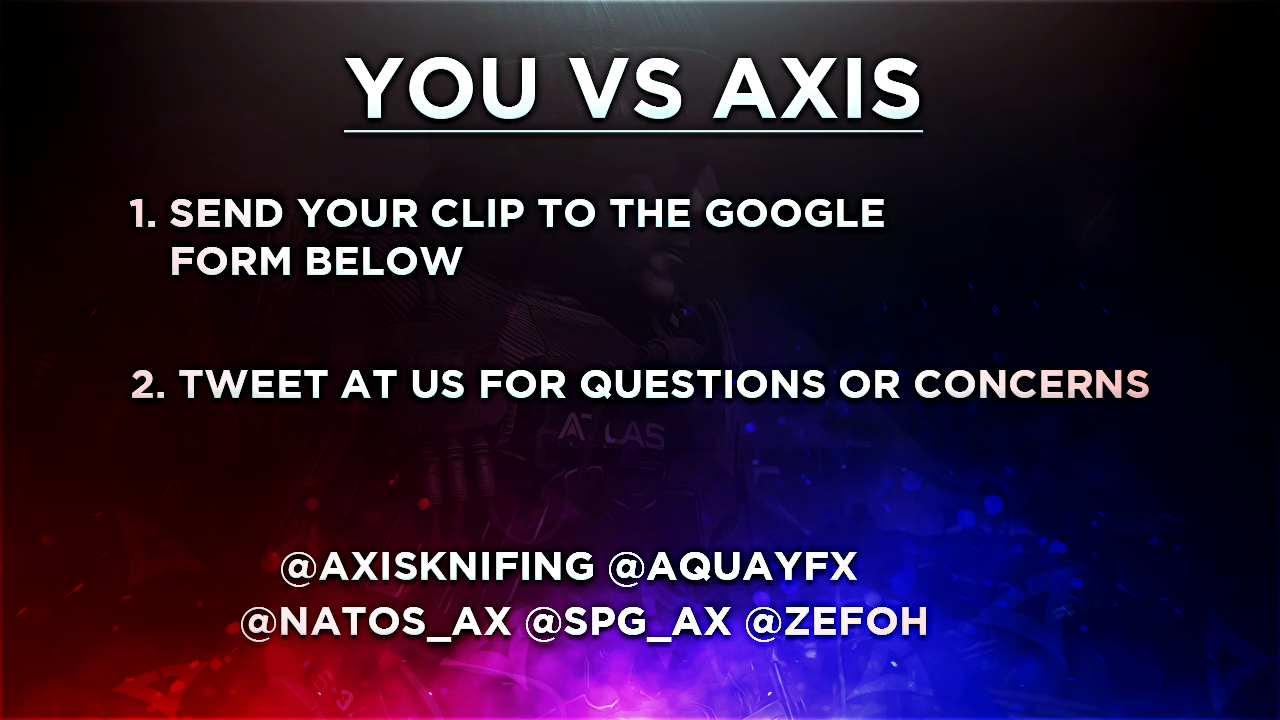 YOU VS AXIS
1. SEND YOUR CLIP TO THE GOOGLE
FORM BELOW
2. TWEET AT US FOR QUESTIONS OR CONCERNS
ATLAS
@AXISKNIFING @AQUAYFX
@NATOS_AX @SPG_AX @ZEFOH